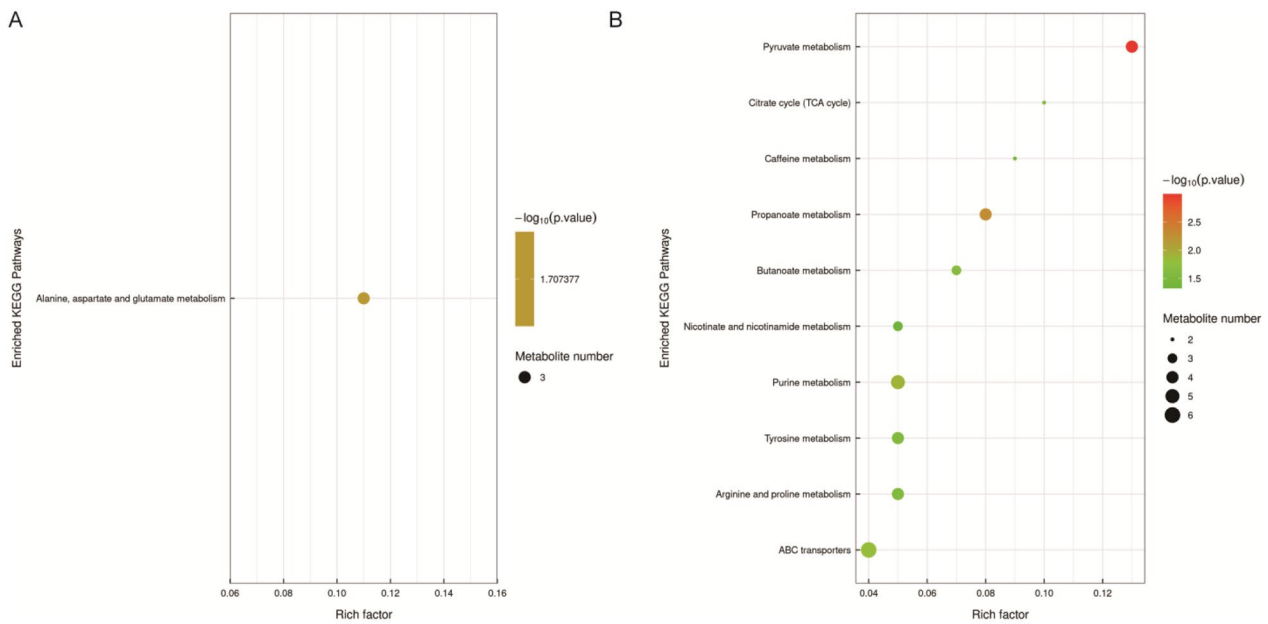 A
Enriched KEGG Pathways
Alanine, aspartate and glutamate metabolism
0.06 0.08 0.10 0.12 0.14 0.16
Rich factor
−log10(p.value)
1.707377
Metabolite number
3
B
Enriched KEGG Pathways
Pyruvate metabolism
Citrate cycle (TCA cycle)
Caffeine metabolism
Propanoate metabolism
Butanoate metabolism
Nicotinate and nicotinamide metabolism
Purine metabolism
Tyrosine metabolism
Arginine and proline metabolism
ABC transporters
0.04 0.06 0.08 0.10 0.12
Rich factor
−log10(p.value)
2.5
2.0
1.5
Metabolite number
2
3
4
5
6